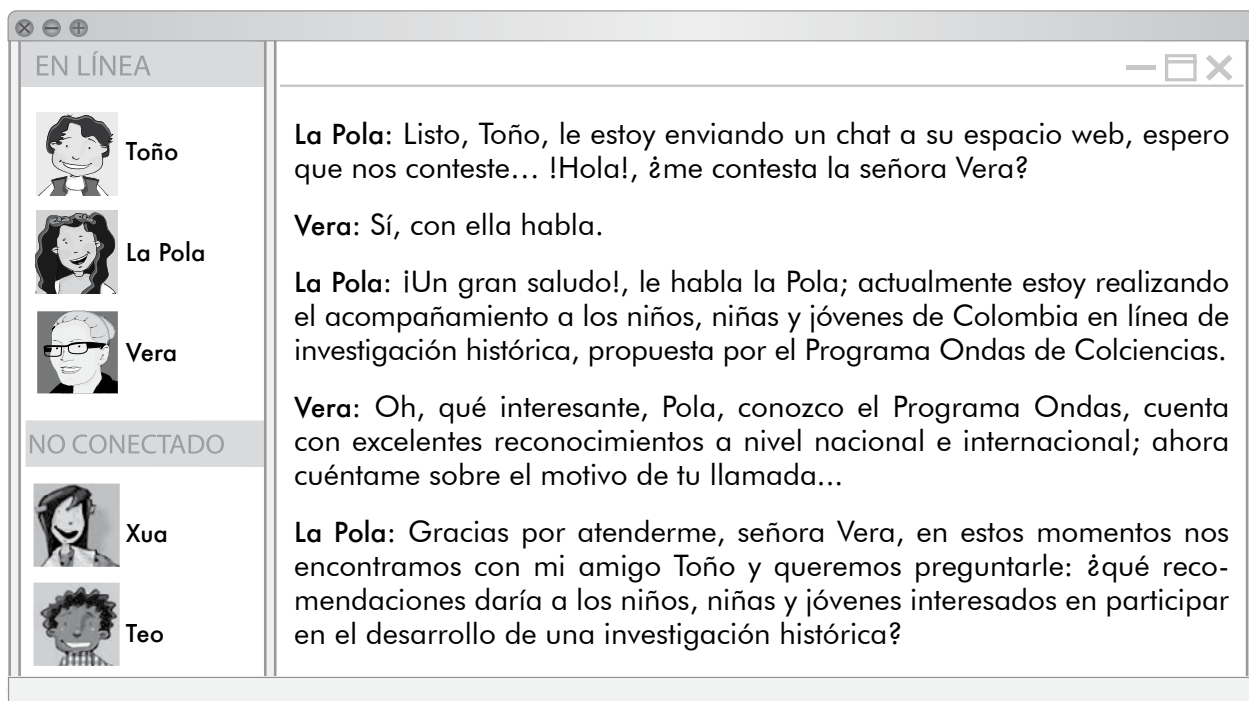 EN LÍNEA
Toño
La Pola
Vera
NO CONECTADO
Xua
Teo
La Pola: Listo, Toño, le estoy enviando un chat a su espacio web, espero
que nos conteste... !Hola!, ¿me contesta la señora Vera?
Vera: Sí, con ella habla.
La Pola: ¡Un gran saludo!, le habla la Pola; actualmente estoy realizando
el acompañamiento a los niños, niñas y jóvenes de Colombia en línea de
investigación histórica, propuesta por el Programa Ondas de Colciencias.
Vera: Oh, qué interesante, Pola, conozco el Programa Ondas, cuenta
con excelentes reconocimientos a nivel nacional e internacional; ahora
cuéntame sobre el motivo de tu llamada...
La Pola: Gracias por atenderme, señora Vera, en estos momentos nos
encontramos con mi amigo Toño y queremos preguntarle: ¿qué reco-
mendaciones daría a los niños, niñas y jóvenes interesados en participar
en el desarrollo de una investigación histórica?